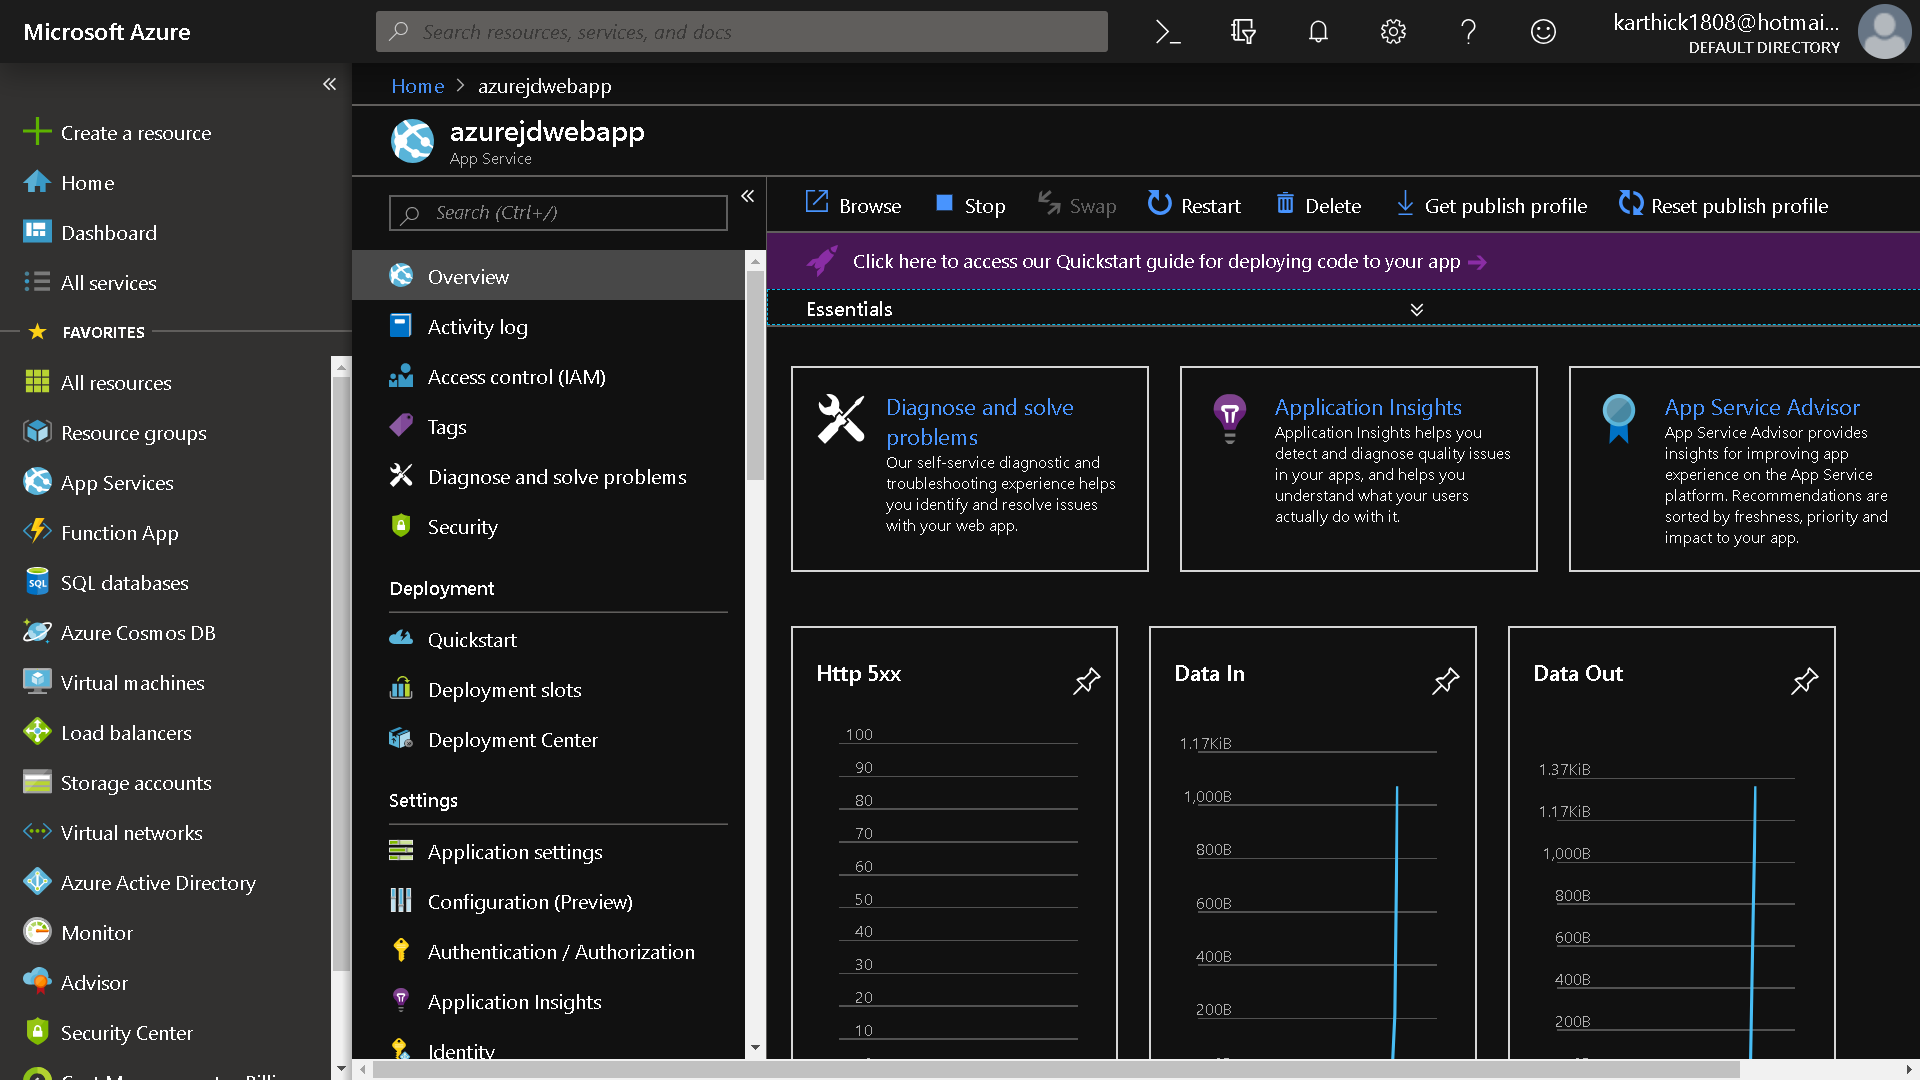 Microsoft Azure
Search resources, services, and docs
karthick1808@hotmai...
DEFAULT DIRECTORY
Create a resource
Home
Dashboard
All services
FAVORITES
All resources
Resource groups
App Services
Function App
SQL databases
Azure Cosmos DB
Virtual machines
Load balancers
Storage accounts
Virtual networks
Azure Active Directory
Monitor
Advisor
Security Center
Home > azurejdwebapp
azurejdwebapp
App Service
Search (Ctrl+/)
Overview
Activity log
Access control (IAM)
Tags
Diagnose and solve problems
Security
Deployment
Quickstart
Deployment slots
Deployment Center
Settings
Application settings
Configuration (Preview)
Authentication / Authorization
Application Insights
Identity
Browse
Stop
Swap
Restart
Delete
Get publish profile
Reset publish profile
Click here to access our Quickstart guide for deploying code to your app
Essentials
Diagnose and solve
problems
Our self-service diagnostic and
troubleshooting experience helps
you identify and resolve issues
with your web app.
Application Insights
Application Insights helps you
detect and diagnose quality issues
in your apps, and helps you
understand what your users
actually do with it.
App Service Advisor
App Service Advisor provides
insights for improving app
experience on the App Service
platform. Recommendations are
sorted by freshness, priority and
impact to your app.
Http 5xx
100
90
80
70
60
50
40
30
20
10
Data In
1.17KiB
1,000B
800B
600B
400B
200B
Data Out
1.37KiB
1.17KiB
1,000B
800B
600B
400B
200B